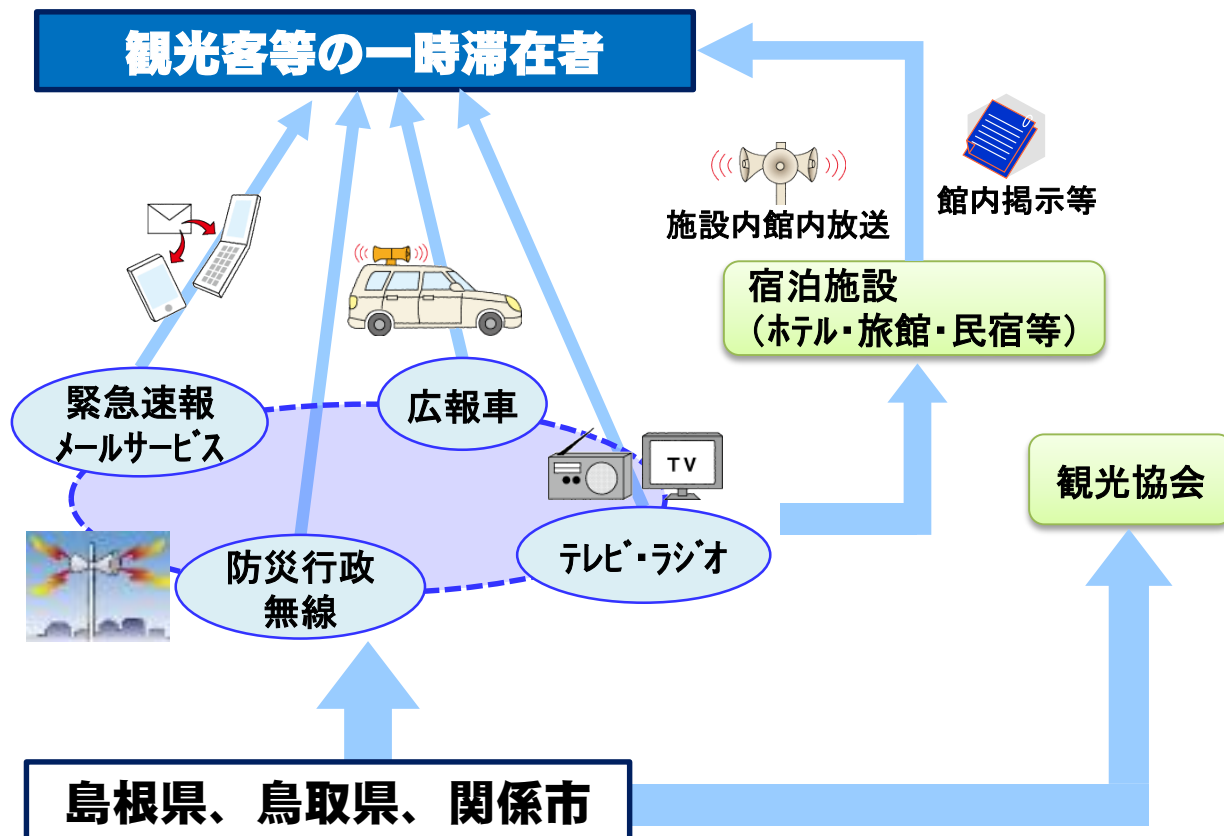 観光客等の一時滞在者
施設内館内放送
館内掲示等
宿泊施設
（ホテル・旅館・民宿等）
緊急速報
メールサービス
広報車
TV
観光協会
テレビ・ラジオ
防災行政
無線
島根県、鳥取県、関係市